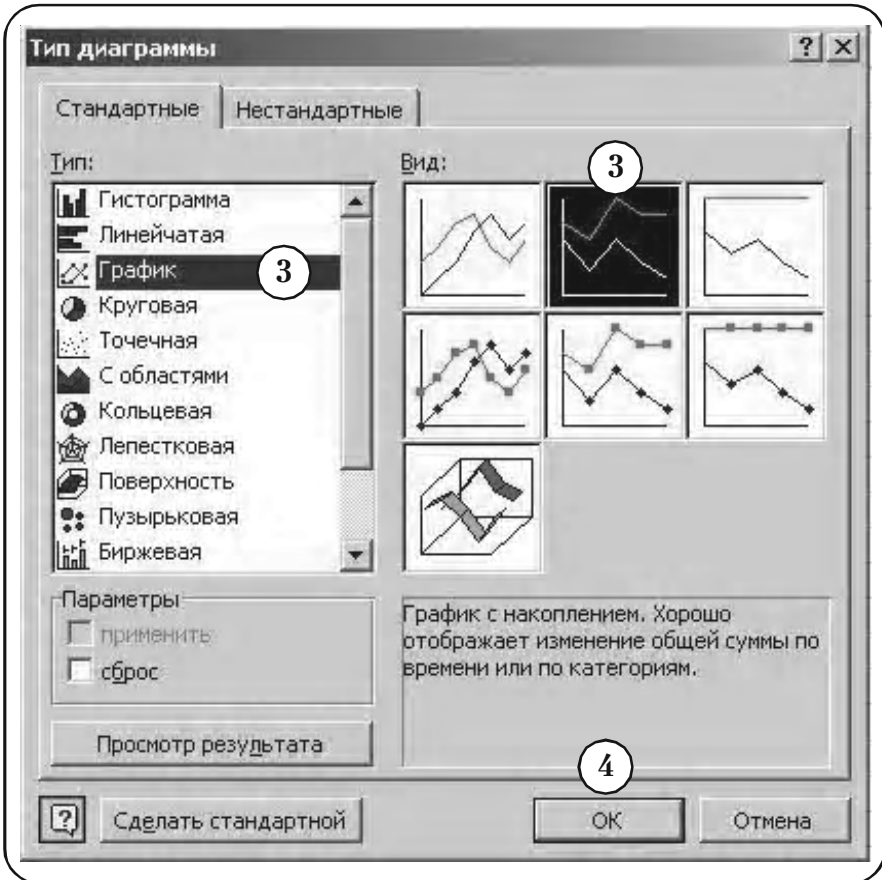 Тип диаграммы
? ×
Стандартные
Нестандартные
Тип:
Гистограмма
Линейчатая
График
3
Круговая
Точечная
С областями
Кольцевая
Лепестковая
Поверхность
Пузырьковая
Биржевая
Вид:
3
Параметры
применить
сброс
График с накоплением. Хорошо
отображает изменение общей суммы по
времени или по категориям.
Просмотр результата
4
?
Сделать стандартной
ОК
Отмена